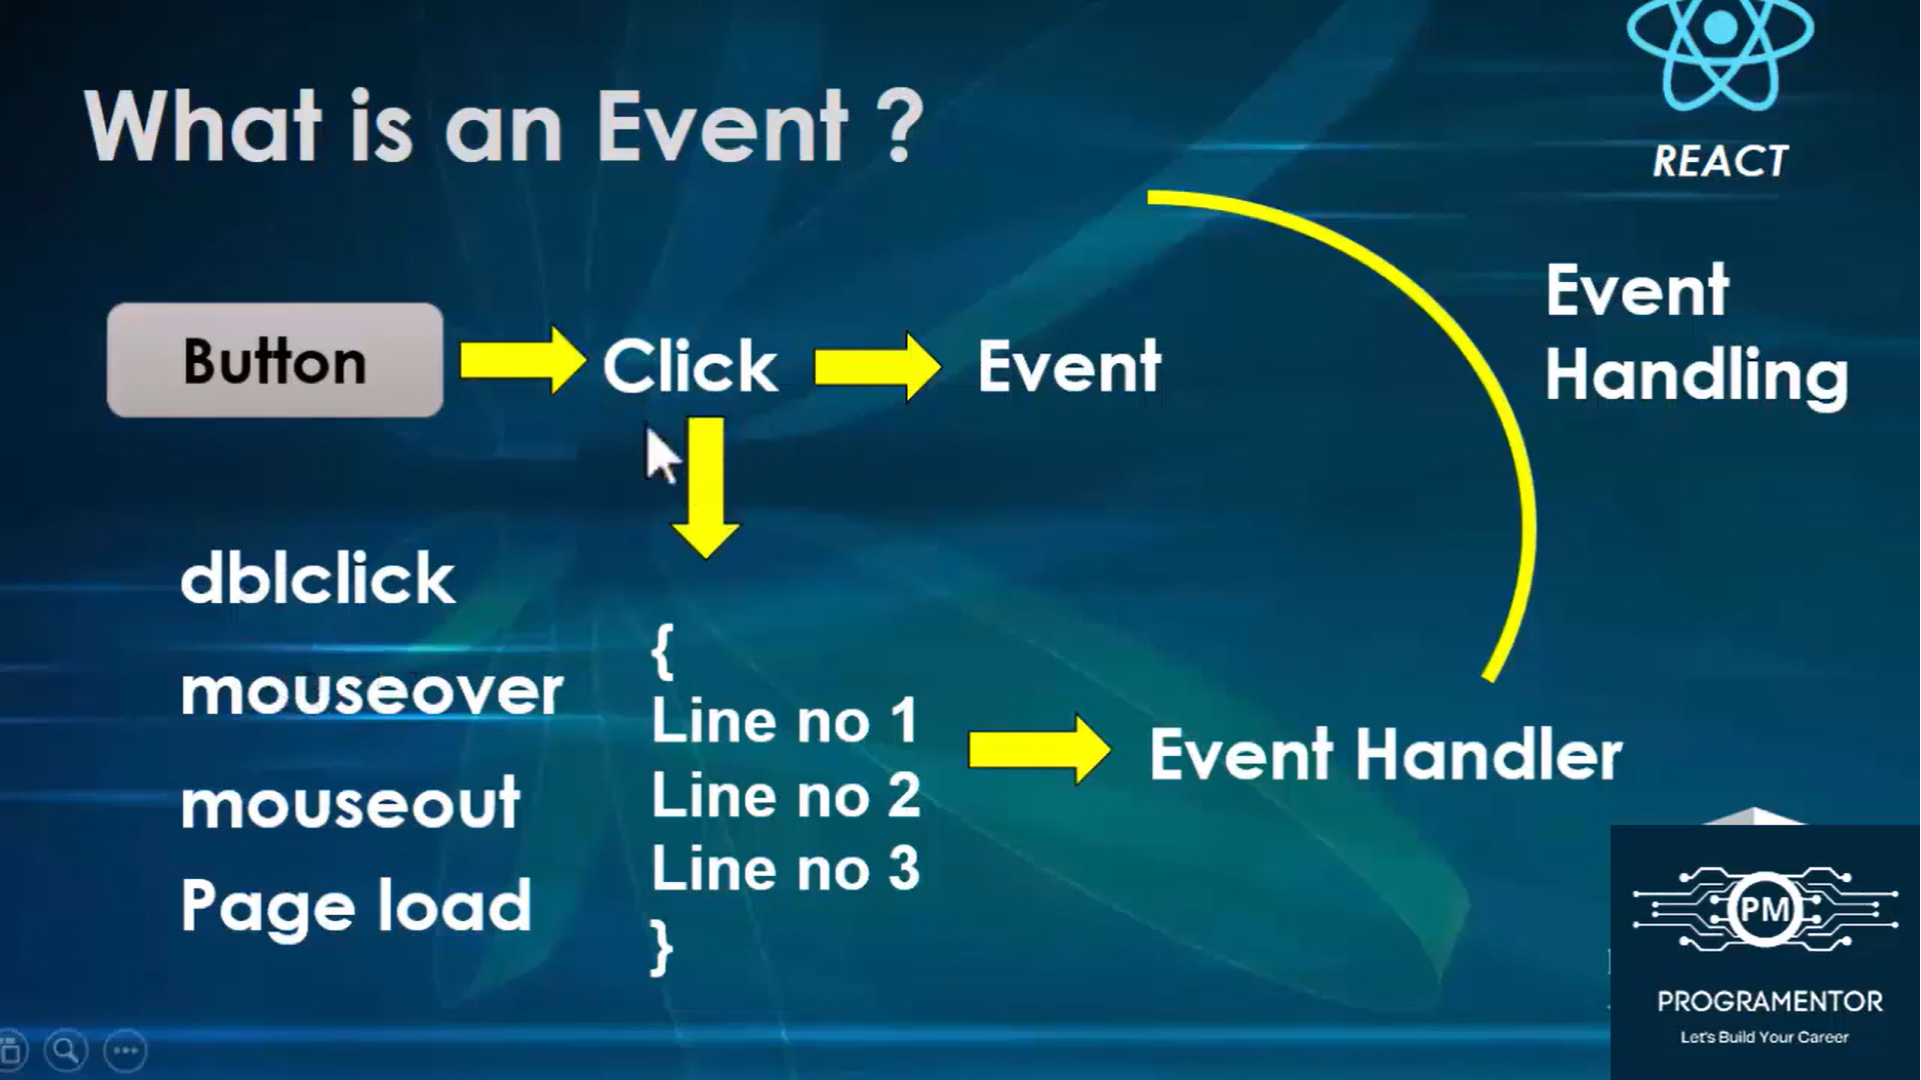 What is an Event ?
REACT
Event
Handling
Button
Click
Event
dblclick
mouseover
mouseout
Page load
{
Line no 1
Line no 2
Line no 3
}
Event Handler
PM
PROGRAMENTOR
Let's Build Your Career